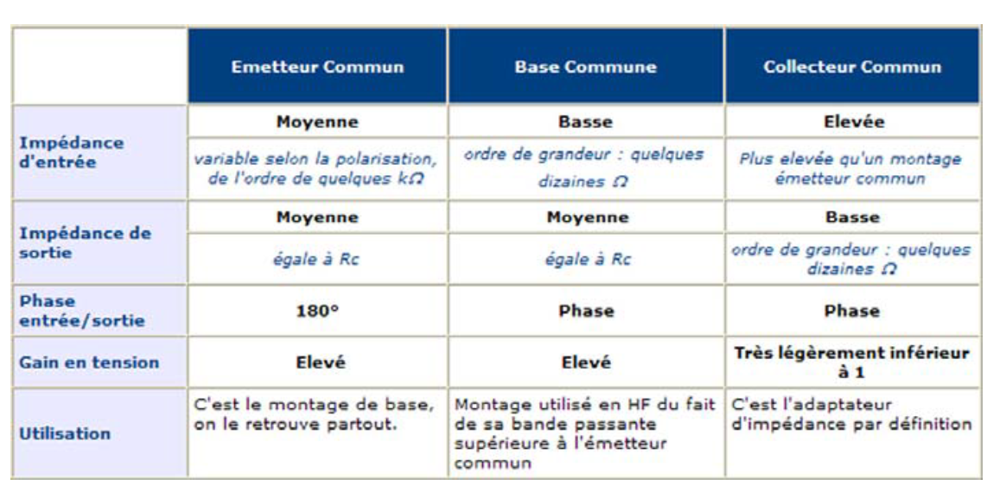 Emetteur Commun
Base Commune
Collecteur Commun
Impédance
d'entrée
Moyenne
Basse
Elevée
variable selon la polarisation,
de l'ordre de quelques kΩ
ordre de grandeur : quelques
dizaines Ω
Plus elevée qu'un montage
émetteur commun
Impédance de
sortie
Moyenne
Moyenne
Basse
égale à Rc
égale à Rc
ordre de grandeur : quelques
dizaines Ω
Phase
entrée/sortie
180°
Phase
Phase
Gain en tension
Elevé
Elevé
Très légèrement inférieur
à 1
Utilisation
C'est le montage de base,
on le retrouve partout.
Montage utilisé en HF du fait
de sa bande passante
supérieure à l'émetteur
commun
C'est l'adaptateur
d'impédance par définition